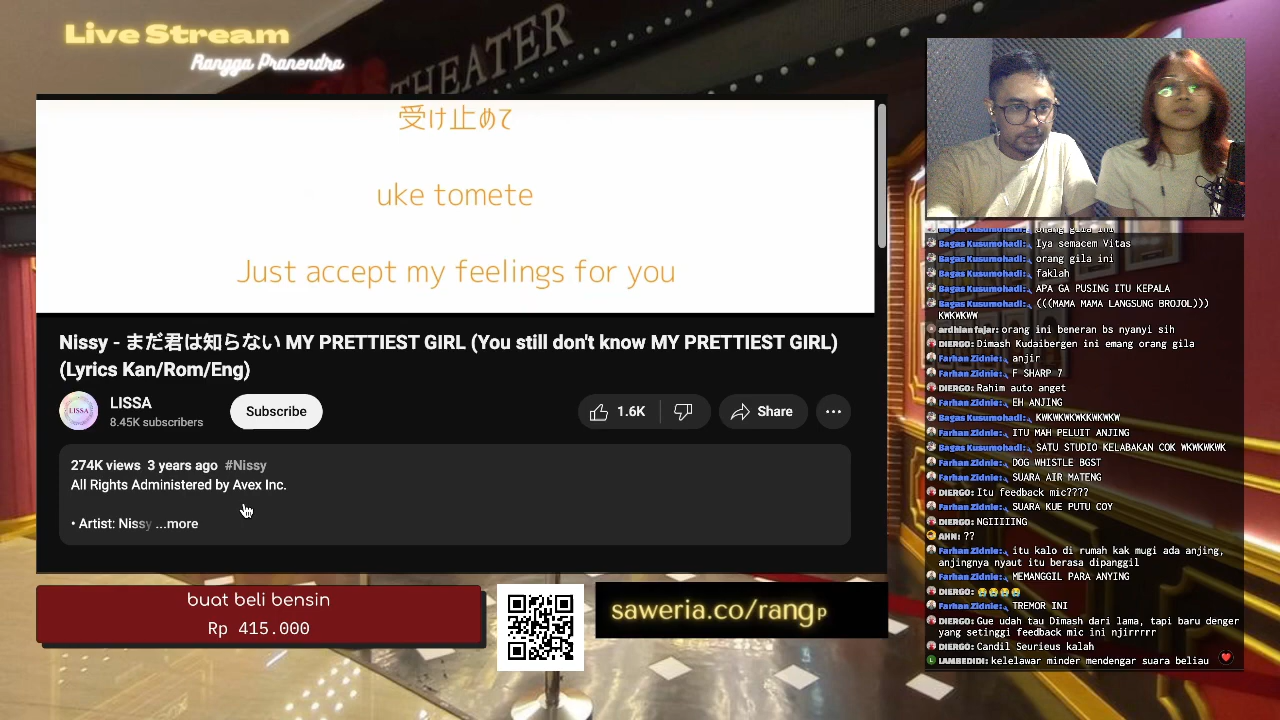 Live Stream
Rangga Pranendra
THEATER
受け止めて
uke tomete
Just accept my feelings for you
Nissy - まだ君は知らない MY PRETTIEST GIRL (You still don't know MY PRETTIEST GIRL)
(Lyrics Kan/Rom/Eng)
LISSA
LISSA
8.45K subscribers
Subscribe
1.6K
Share
274K views 3 years ago #Nissy
All Rights Administered by Avex Inc.
• Artist: Nissy ...more
buat beli bensin
Rp 415.000
saweria.co/rangp
Bagas Kusumohadi: orang gila ini
Bagas Kusumohadi: Iya semacem Vitas
Bagas Kusumohadi: orang gila ini
Bagas Kusumohadi: faklah
Bagas Kusumohadi: APA GA PUSING ITU KEPALA
Bagas Kusumohadi: (((MAMA MAMA LANGSUNG BROJOL)))
KWKWKWW
ardhian fajar: orang ini beneran bs nyanyi sih
DIERGO: Dimash Kudaibergen ini emang orang gila
Farhan Zidnie: anjir
Farhan Zidnie: F SHARP 7
DIERGO: Rahim auto anget
Farhan Zidnie: EH ANJING
Bagas Kusumohadi: KWKWKWKWKKWKWKW
Farhan Zidnie: ITU MAH PELUIT ANJING
Bagas Kusumohadi: SATU STUDIO KELABAKAN COK WKWKWKWK
Farhan Zidnie: DOG WHISTLE BGST
Farhan Zidnie: SUARA AIR MATENG
DIERGO: Itu feedback mic????
Farhan Zidnie: SUARA KUE PUTU COY
DIERGO: NGIIIIING
AHN: ??
Farhan Zidnie: itu kalo di rumah kak mugi ada anjing,
anjingnya nyaut itu berasa dipanggil
Farhan Zidnie: MEMANGGIL PARA ANYING
DIERGO: 😭😭😭😭
Farhan Zidnie: TREMOR INI
DIERGO: Gue udah tau Dimash dari lama, tapi baru denger
yang setinggi feedback mic ini njirrrrr
DIERGO: Candil Seurieus kalah
IAMBEDIDI: kelelawar minder mendengar suara beliau